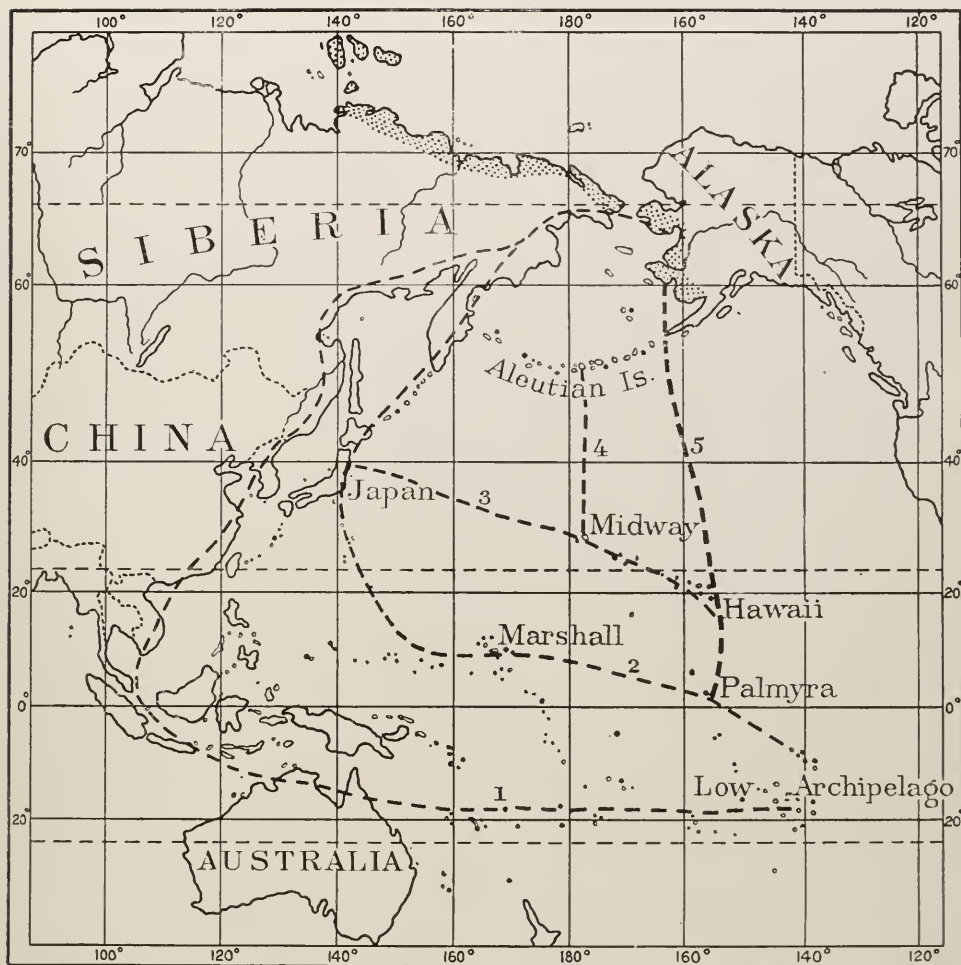 100° 120° 140° 160° 180° 160° 140° 120°
70° 70°
ALASKA
SIBERIA
60° 60°
Aleutian Is.
CHINA
4 5
40° 40°
Japan 3
Midway
20° 20°
Hawaii
Marshall
2
Palmyra
0° 0°
Low Archipelago
1
20° 20°
AUSTRALIA
100° 120° 140° 160° 180° 160° 140° 120°